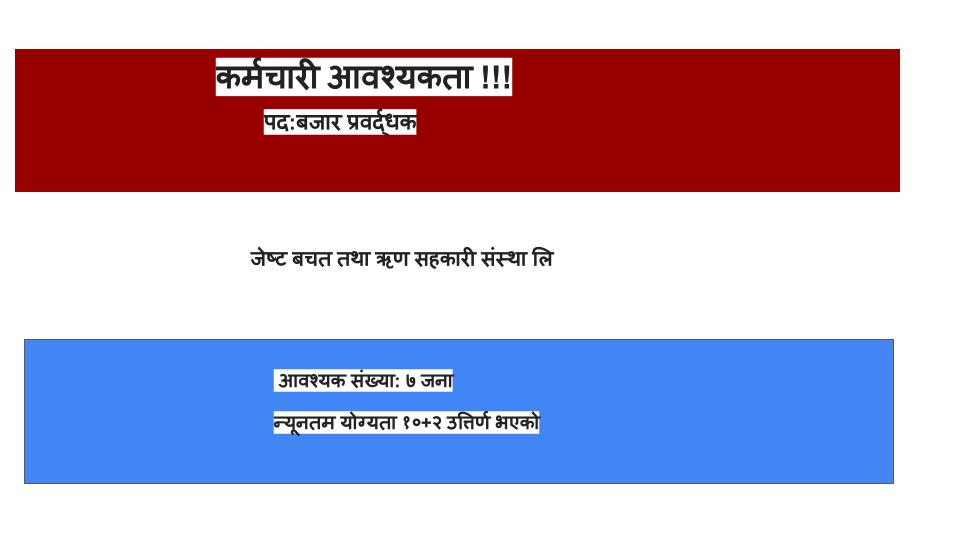 कर्मचारी आवश्यकता !!!
पद:बजार प्रवर्द्धक
जेष्ट बचत तथा ऋण सहकारी संस्था लि
आवश्यक संख्या: ७ जना
न्यूनतम योग्यता १०+२ उत्तिर्ण भएको